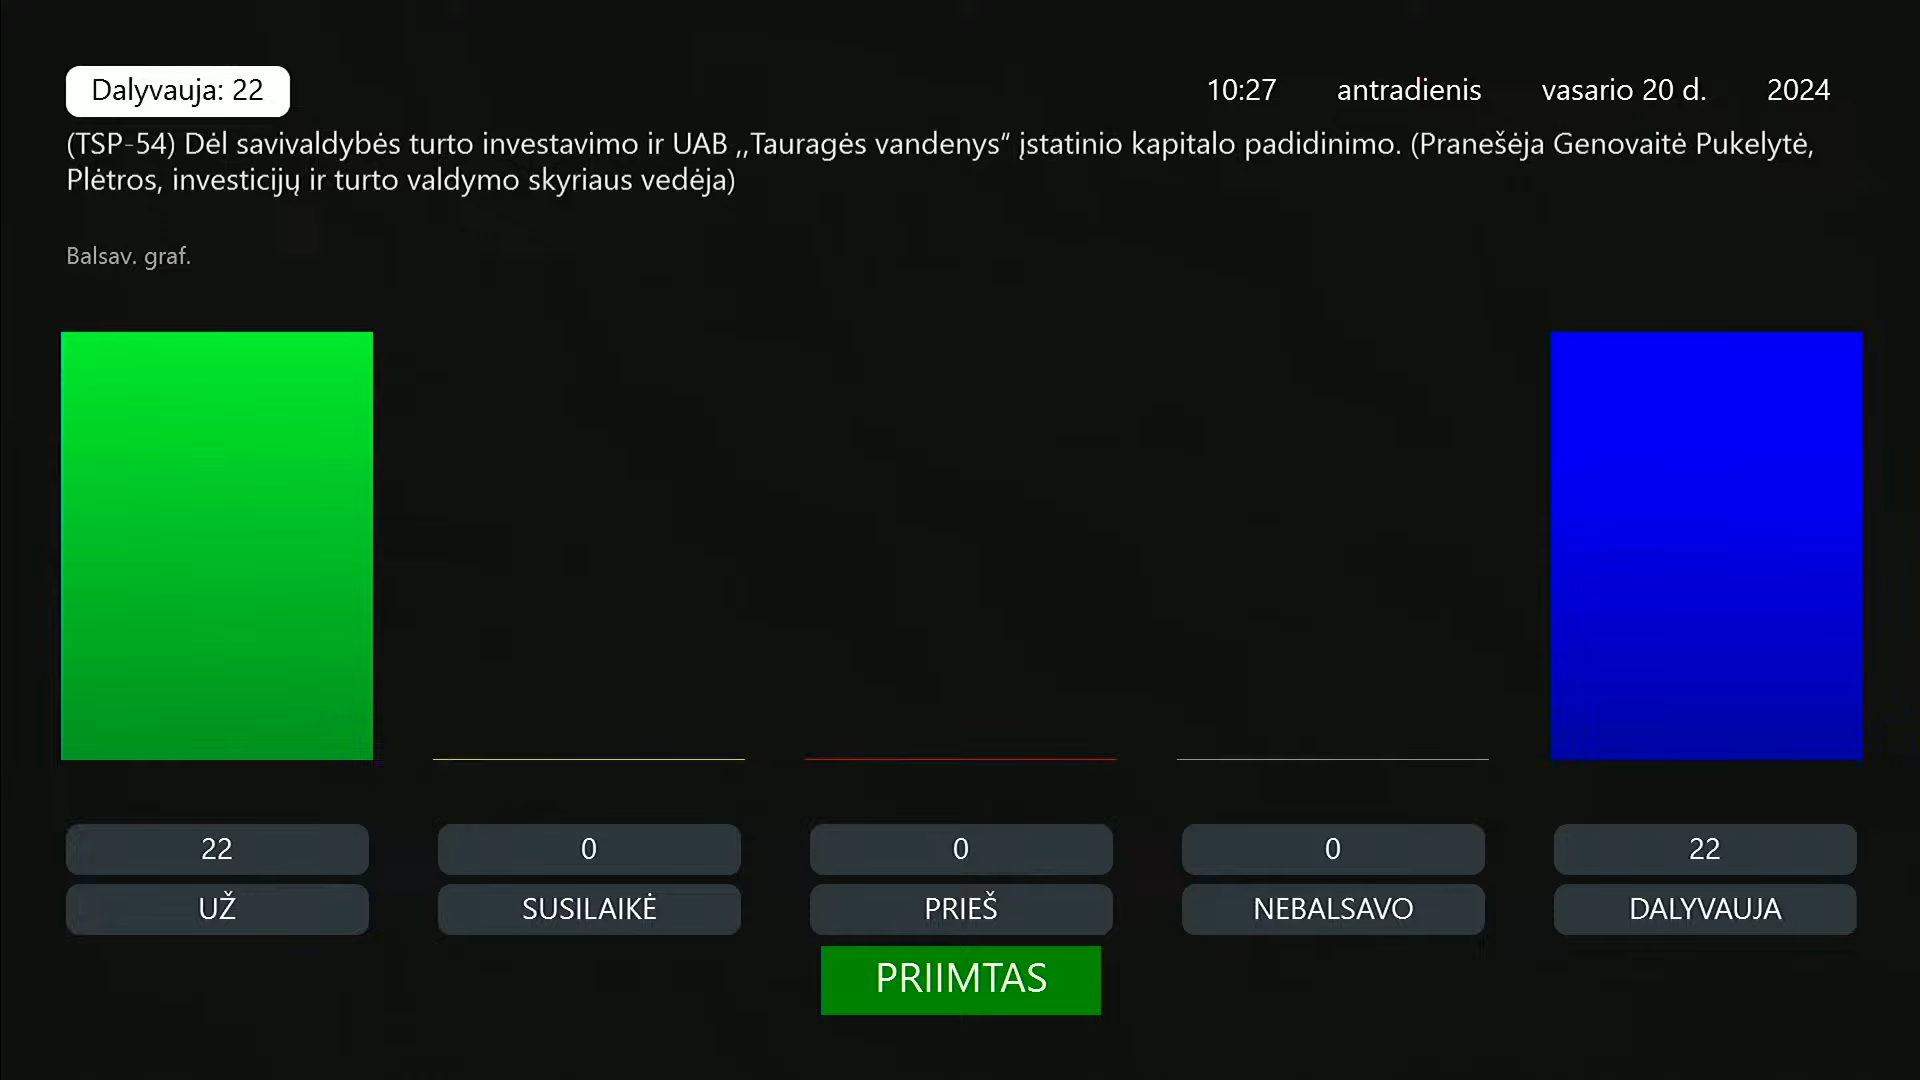 Dalyvauja: 22
10:27 antradienis vasario 20 d. 2024
(TSP-54) Dėl savivaldybės turto investavimo ir UAB ,,Tauragės vandenys“ įstatinio kapitalo padidinimo. (Pranešėja Genovaitė Pukelytė,
Plėtros, investicijų ir turto valdymo skyriaus vedėja)
Balsav. graf.
22 0 0 0 22
UŽ SUSILAIKĖ PRIEŠ NEBALSAVO DALYVAUJA
PRIIMTAS